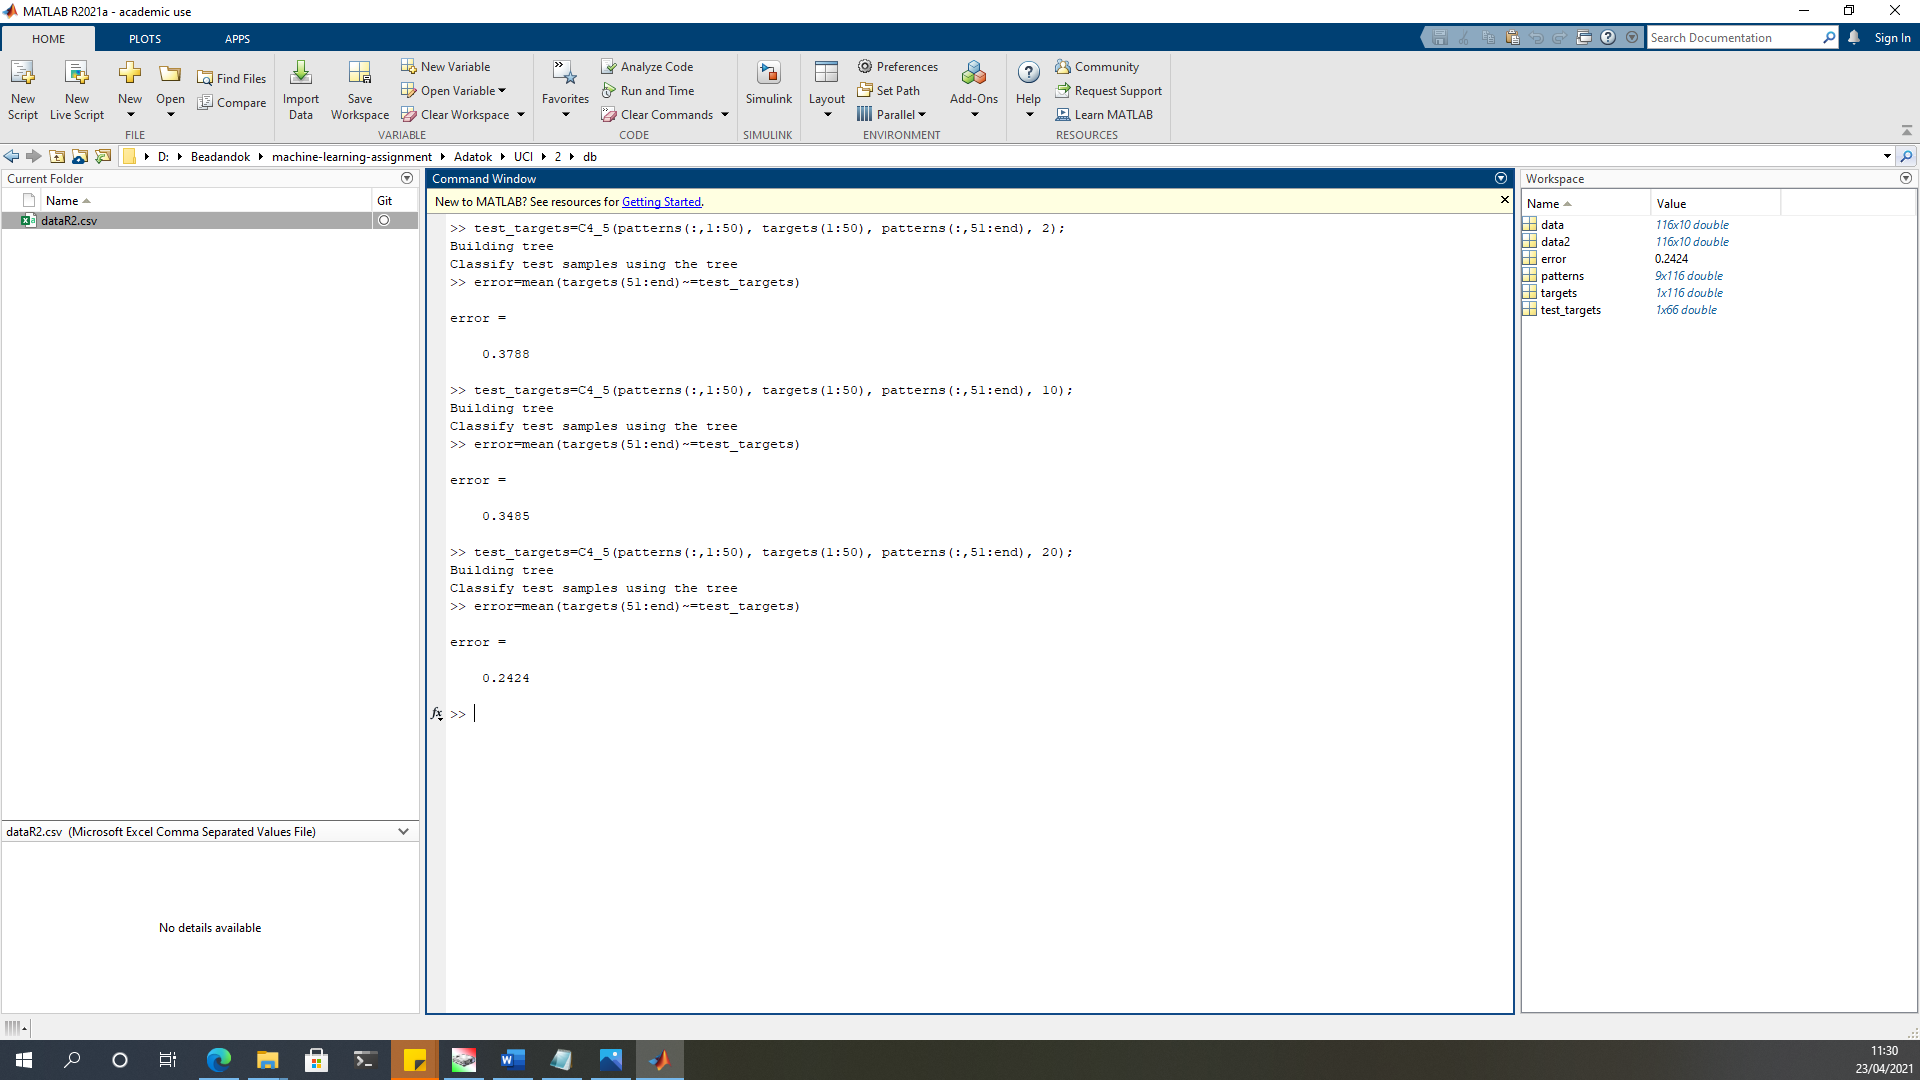 MATLAB R2021a - academic use
HOME PLOTS APPS
Search Documentation
Sign In
New Script
New Live Script
New
Open
Find Files
Compare
FILE
Import Data
Save Workspace
New Variable
Open Variable
Clear Workspace
VARIABLE
Favorites
Analyze Code
Run and Time
Clear Commands
CODE
Simulink
SIMULINK
Layout
Preferences
Set Path
Parallel
Add-Ons
ENVIRONMENT
Help
Community
Request Support
Learn MATLAB
RESOURCES
D: Beadandok machine-learning-assignment Adatok UCI 2 db
Current Folder
Name Git
dataR2.csv
dataR2.csv (Microsoft Excel Comma Separated Values File)
No details available
Command Window
New to MATLAB? See resources for Getting Started.
>> test_targets=C4_5(patterns(:,1:50), targets(1:50), patterns(:,51:end), 2);
Building tree
Classify test samples using the tree
>> error=mean(targets(51:end)~=test_targets)
error =
0.3788
>> test_targets=C4_5(patterns(:,1:50), targets(1:50), patterns(:,51:end), 10);
Building tree
Classify test samples using the tree
>> error=mean(targets(51:end)~=test_targets)
error =
0.3485
>> test_targets=C4_5(patterns(:,1:50), targets(1:50), patterns(:,51:end), 20);
Building tree
Classify test samples using the tree
>> error=mean(targets(51:end)~=test_targets)
error =
0.2424
fx >>
Workspace
Name Value
data 116x10 double
data2 116x10 double
error 0.2424
patterns 9x116 double
targets 1x116 double
test_targets 1x66 double
11:30
23/04/2021